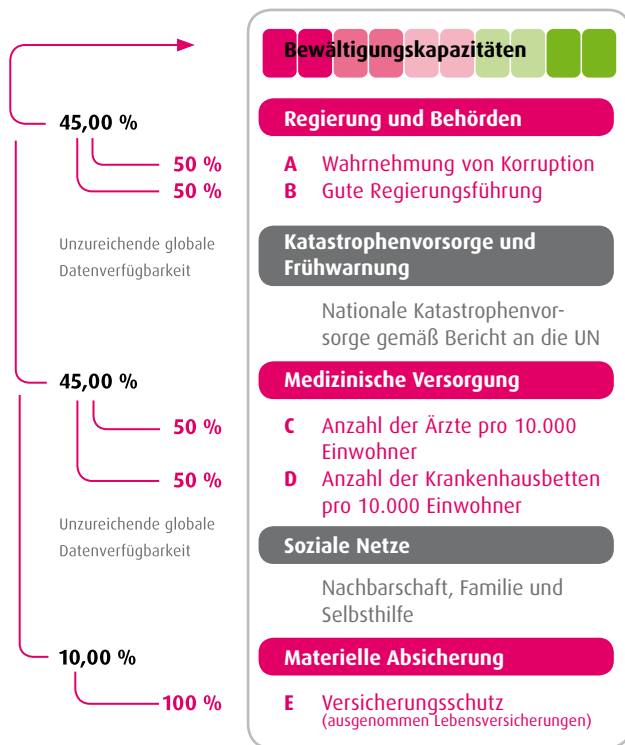 Bewältigungskapazitäten
45,00 %
Regierung und Behörden
50 %
A Wahrnehmung von Korruption
50 %
B Gute Regierungsführung
Unzureichende globale
Datenverfügbarkeit
Katastrophenvorsorge und
Frühwarnung
Nationale Katastrophenvor-
sorge gemäß Bericht an die UN
45,00 %
Medizinische Versorgung
50 %
C Anzahl der Ärzte pro 10.000
Einwohner
50 %
D Anzahl der Krankenhausbetten
pro 10.000 Einwohner
Unzureichende globale
Datenverfügbarkeit
Soziale Netze
Nachbarschaft, Familie und
Selbsthilfe
10,00 %
Materielle Absicherung
100 %
E Versicherungsschutz
(ausgenommen Lebensversicherungen)